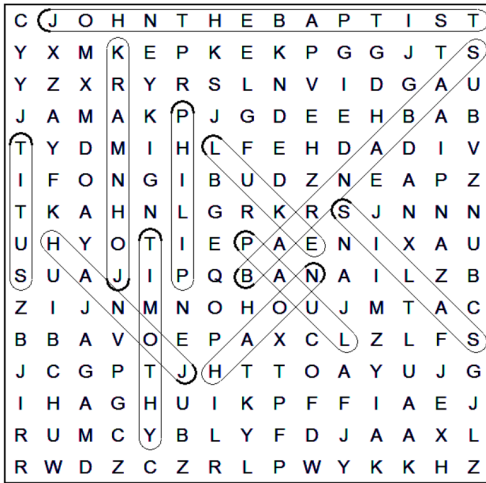 C J O H N T H E B A P T I S T
Y X M K E P K E K P G G J T S
Y Z X R Y R S L N V I D G A U
J A M A K P J G D E E H B A B
T Y D M I H L F E H D A D I V
I F O N G I B U D Z N E A P Z
T K A H N L G R K R S J N N N
U H Y O T I E P A E N I X A U
S U A J I P Q B A N A I L Z B
Z I J N M N O H O U J M T A C
B B A V O E P A X C L Z L F S
J C G P T J H T T O A Y U J G
I H A G H U I K P F F I A E J
R U M C Y B L Y F D J A A X L
R W D Z C Z R L P W Y K K H Z